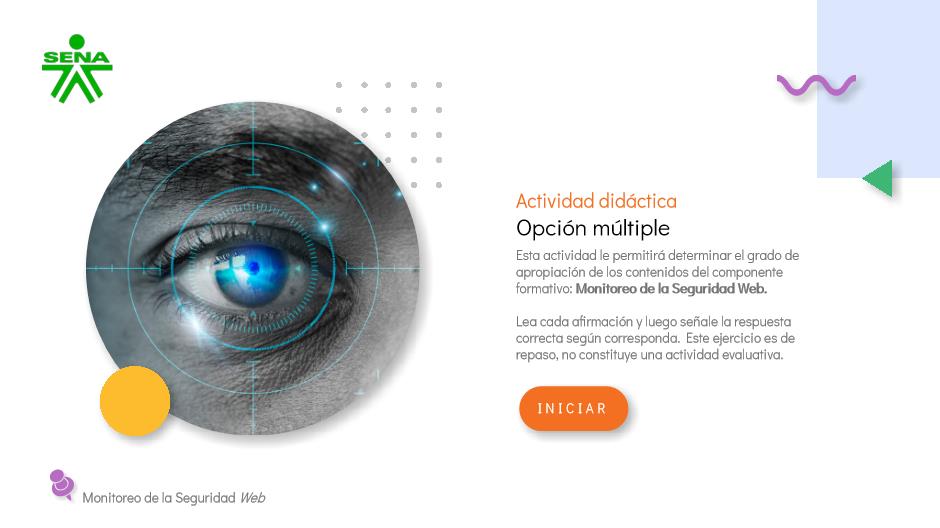 SENA
Actividad didáctica
Opción múltiple
Esta actividad le permitirá determinar el grado de
apropiación de los contenidos del componente
formativo: Monitoreo de la Seguridad Web.
Lea cada afirmación y luego señale la respuesta
correcta según corresponda. Este ejercicio es de
repaso, no constituye una actividad evaluativa.
INICIAR
Monitoreo de la Seguridad Web